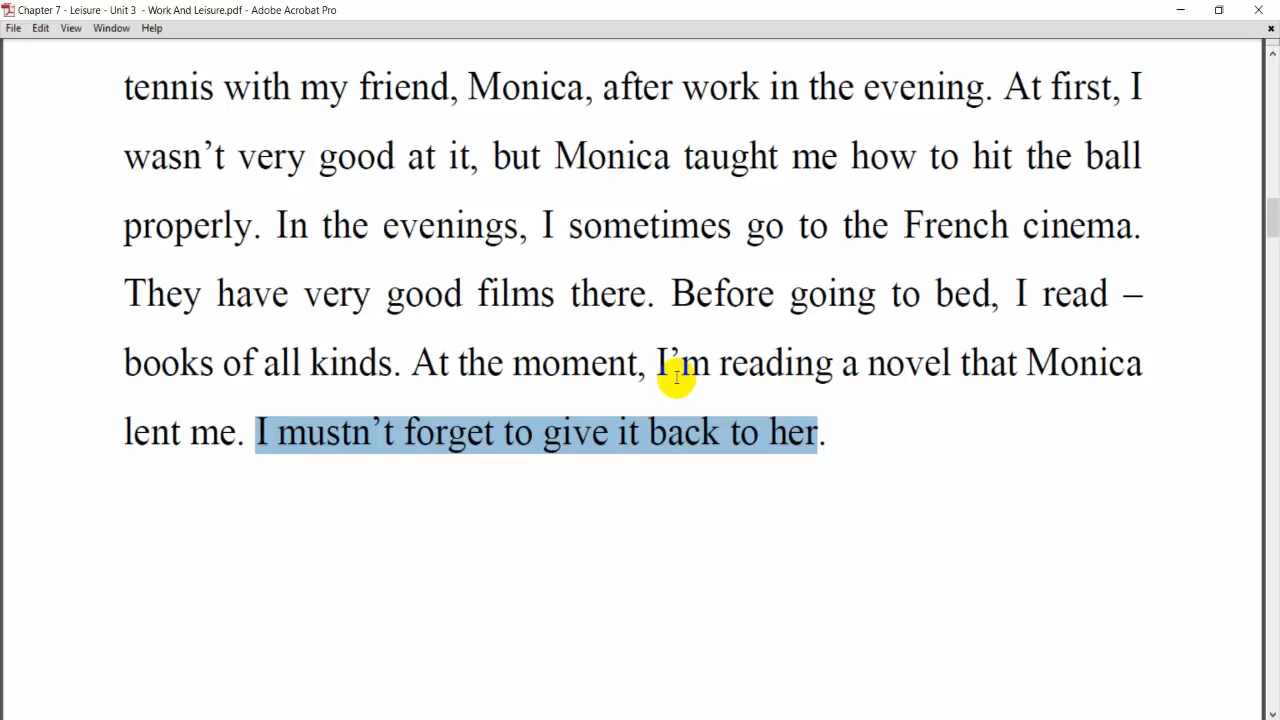 Chapter 7 - Leisure - Unit 3  - Work And Leisure.pdf - Adobe Acrobat Pro
File Edit View Window Help
tennis with my friend, Monica, after work in the evening. At first, I
wasn’t very good at it, but Monica taught me how to hit the ball
properly. In the evenings, I sometimes go to the French cinema.
They have very good films there. Before going to bed, I read –
books of all kinds. At the moment, I’m reading a novel that Monica
lent me. I mustn’t forget to give it back to her.